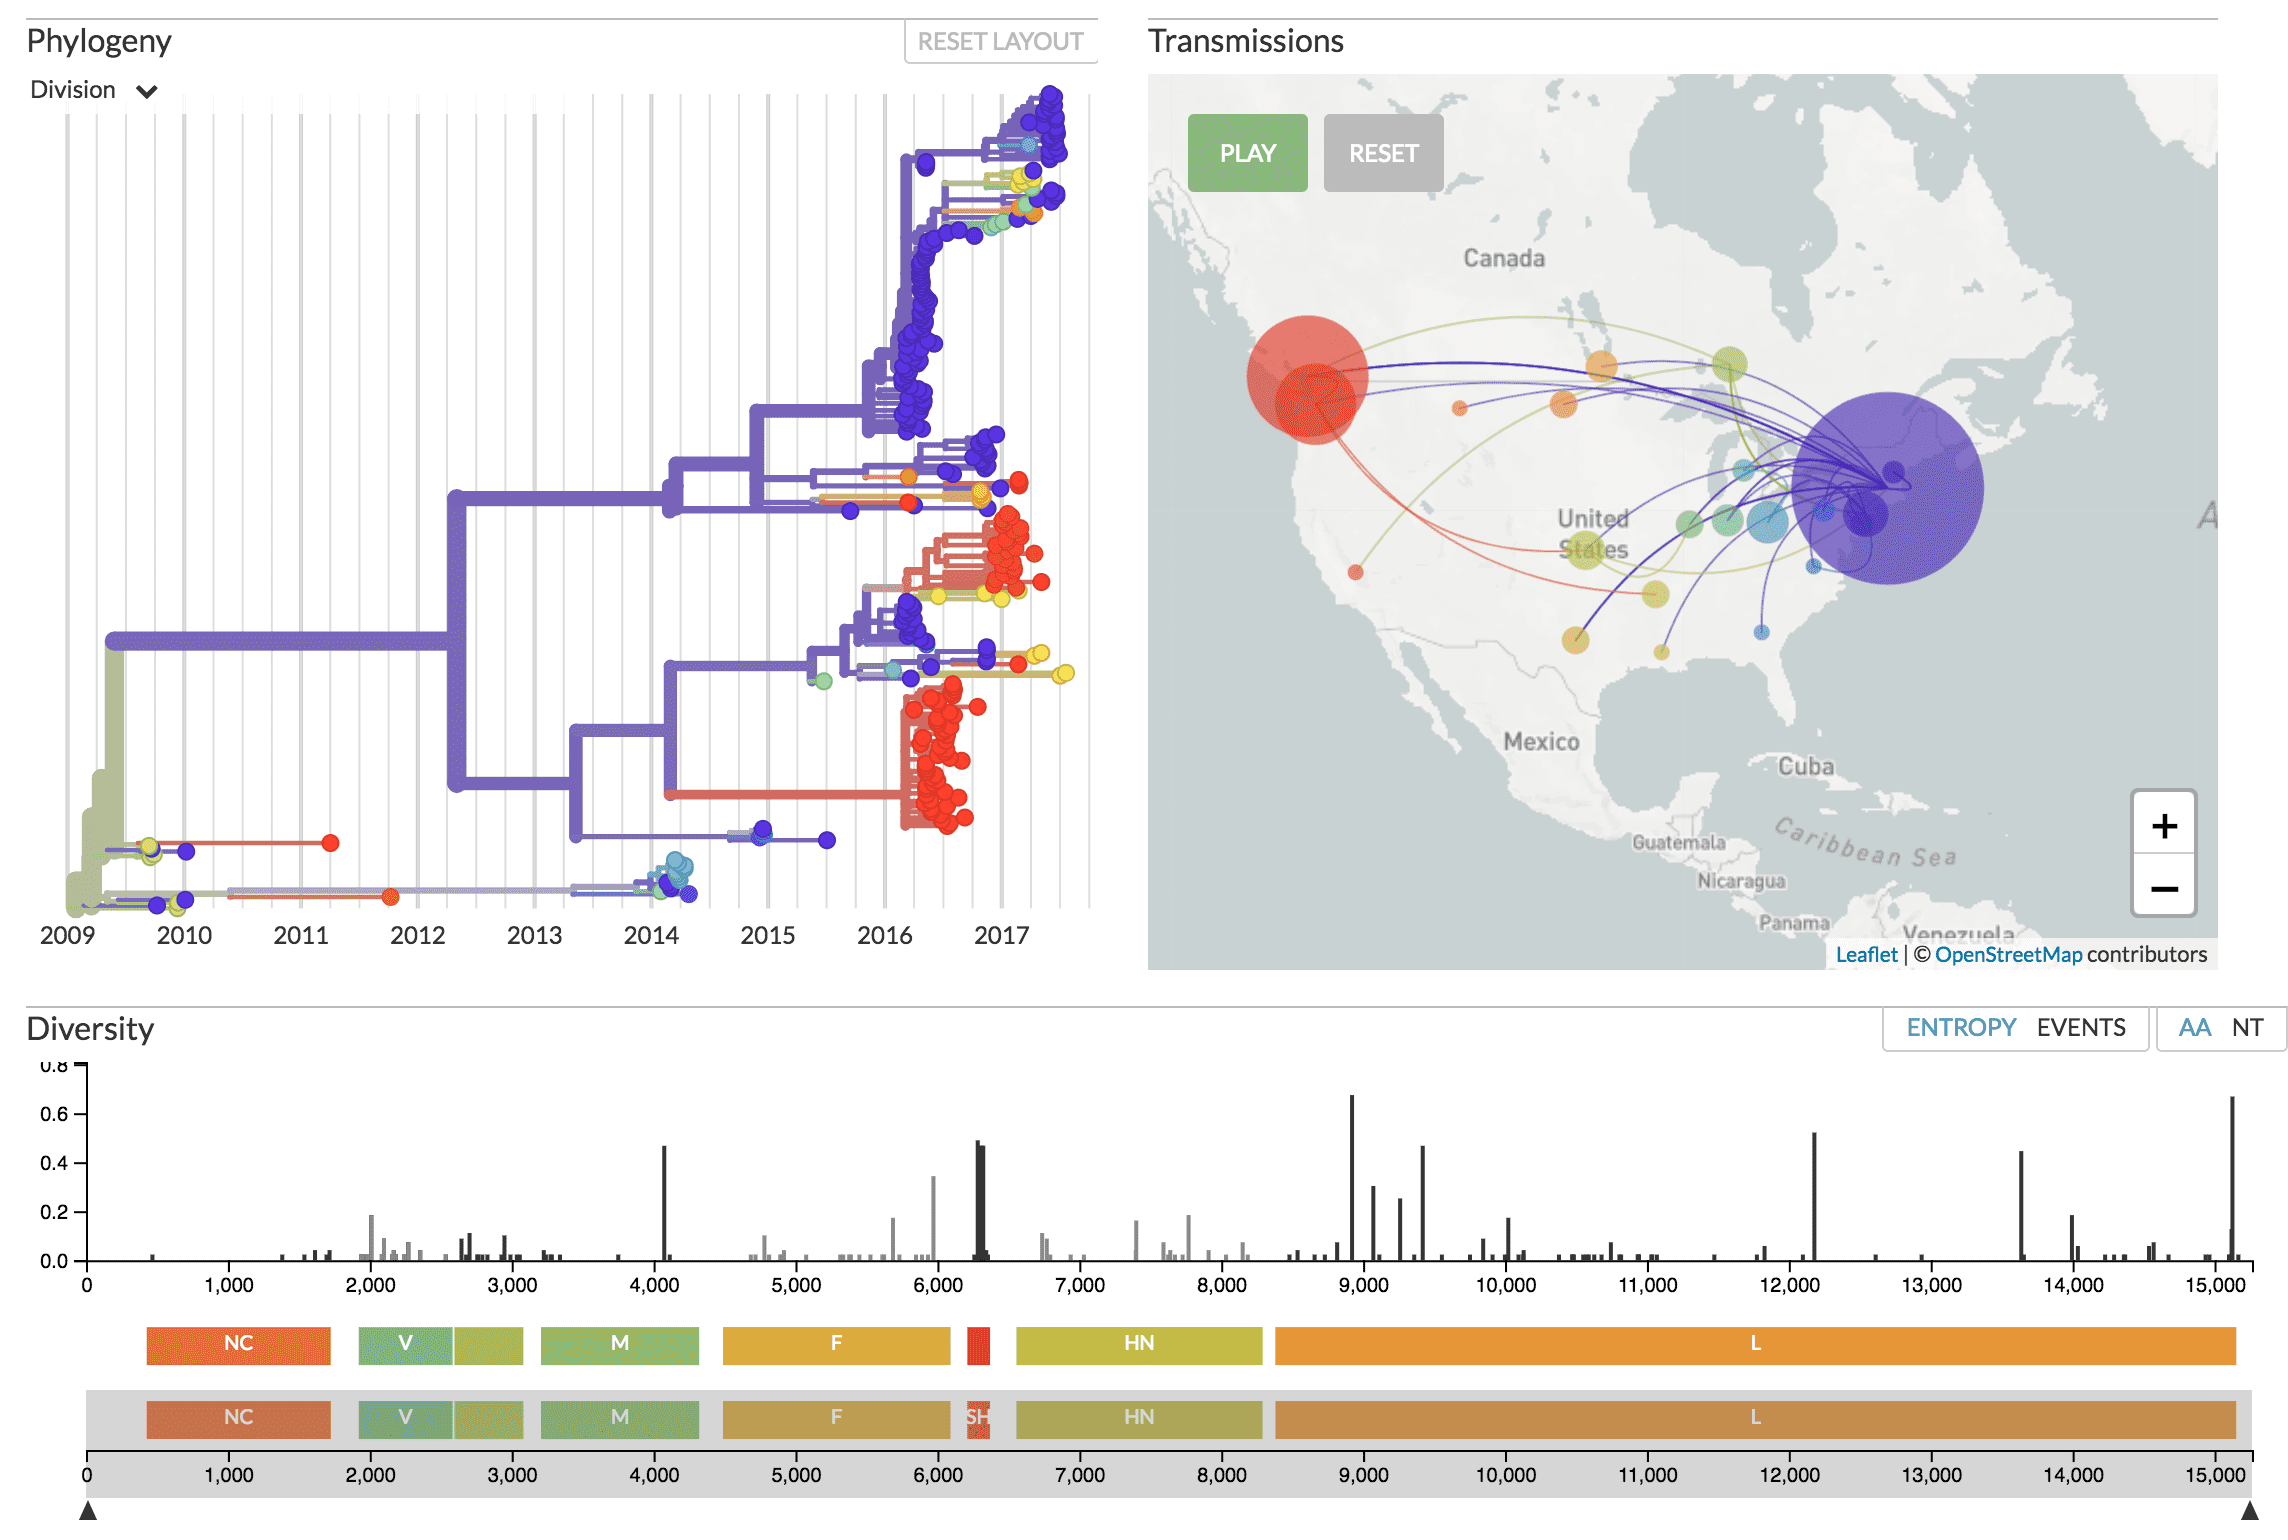 Phylogeny
RESET LAYOUT
Division
2009 2010 2011 2012 2013 2014 2015 2016 2017
Transmissions
PLAY RESET
Canada
United
States
A
Mexico
Cuba
Guatemala
Caribbean Sea
Nicaragua
Panama
Venezuela
+
−
Leaflet | © OpenStreetMap contributors
Diversity
ENTROPY EVENTS
AA NT
0.8
0.6
0.4
0.2
0.0
0 1,000 2,000 3,000 4,000 5,000 6,000 7,000 8,000 9,000 10,000 11,000 12,000 13,000 14,000 15,000
NC V M F HN L
NC V M F SH HN L
0 1,000 2,000 3,000 4,000 5,000 6,000 7,000 8,000 9,000 10,000 11,000 12,000 13,000 14,000 15,000